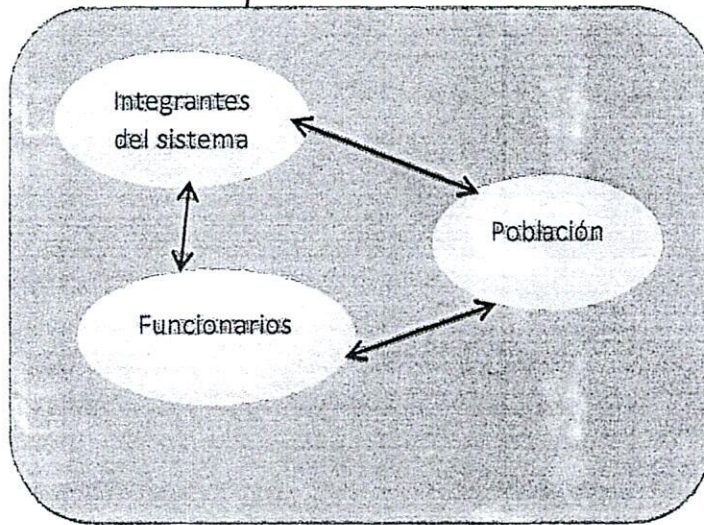 Integrantes
del sistema
Población
Funcionarios